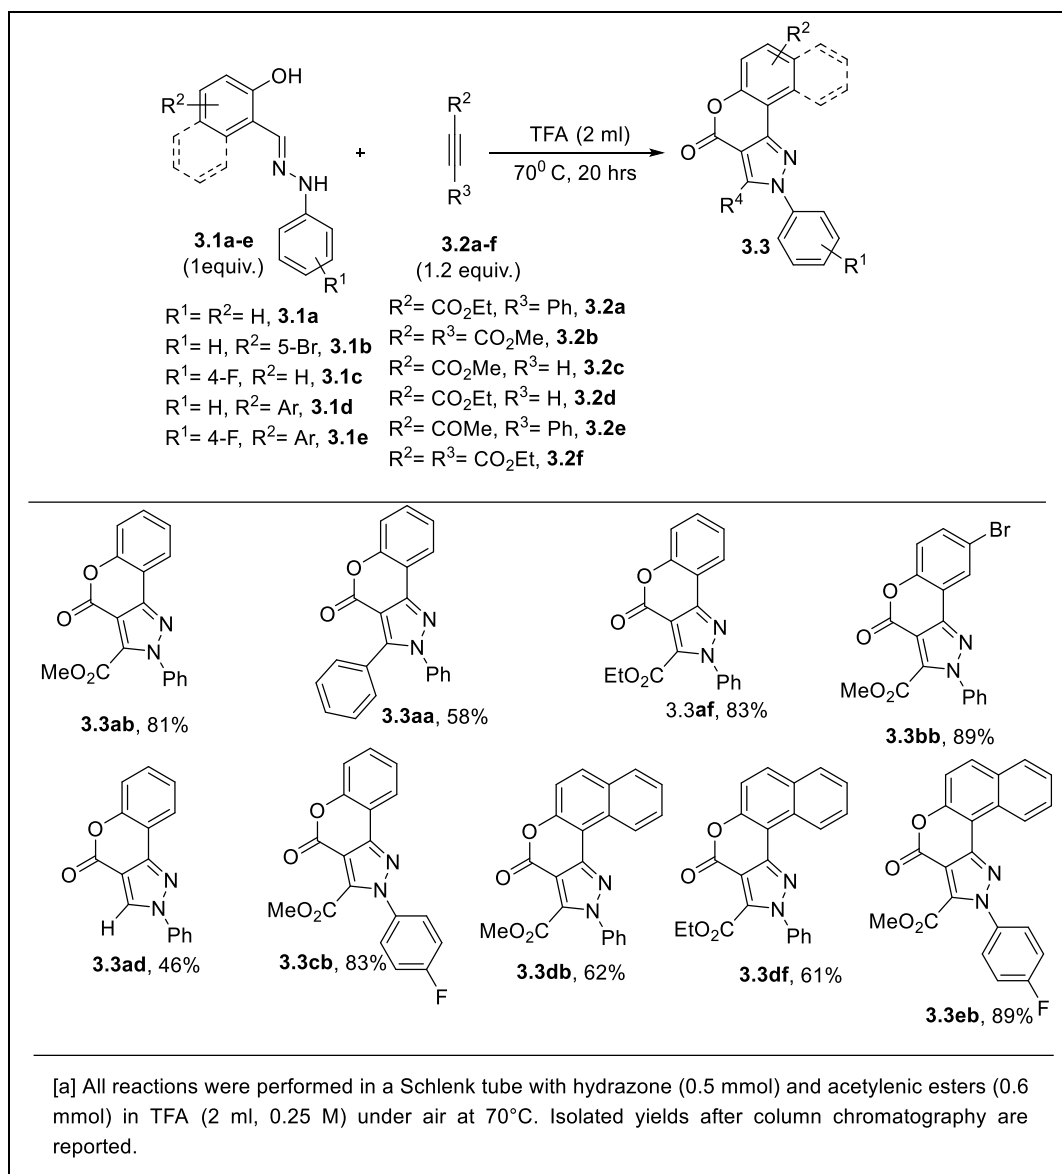 R² OH
N
NH
R¹
3.1a-e
(1equiv.)
+
R²
R³
3.2a-f
(1.2 equiv.)
TFA (2 ml)
70⁰ C, 20 hrs
R²
O
O
N
N
R⁴
R¹
3.3
R¹= R²= H, 3.1a
R¹= H, R²= 5-Br, 3.1b
R¹= 4-F, R²= H, 3.1c
R¹= H, R²= Ar, 3.1d
R¹= 4-F, R²= Ar, 3.1e
R²= CO₂Et, R³= Ph, 3.2a
R²= R³= CO₂Me, 3.2b
R²= CO₂Me, R³= H, 3.2c
R²= CO₂Et, R³= H, 3.2d
R²= COMe, R³= Ph, 3.2e
R²= R³= CO₂Et, 3.2f
O
O
N
N
MeO₂C
Ph
3.3ab, 81%
O
O
N
N
Ph
3.3aa, 58%
O
O
N
N
EtO₂C
Ph
3.3af, 83%
Br
O
O
N
N
MeO₂C
Ph
3.3bb, 89%
O
O
N
N
H
Ph
3.3ad, 46%
O
O
N
N
MeO₂C
F
3.3cb, 83%
O
O
N
N
MeO₂C
Ph
3.3db, 62%
O
O
N
N
EtO₂C
Ph
3.3df, 61%
O
O
N
N
MeO₂C
F
3.3eb, 89%
[a] All reactions were performed in a Schlenk tube with hydrazone (0.5 mmol) and acetylenic esters (0.6
mmol) in TFA (2 ml, 0.25 M) under air at 70°C. Isolated yields after column chromatography are
reported.